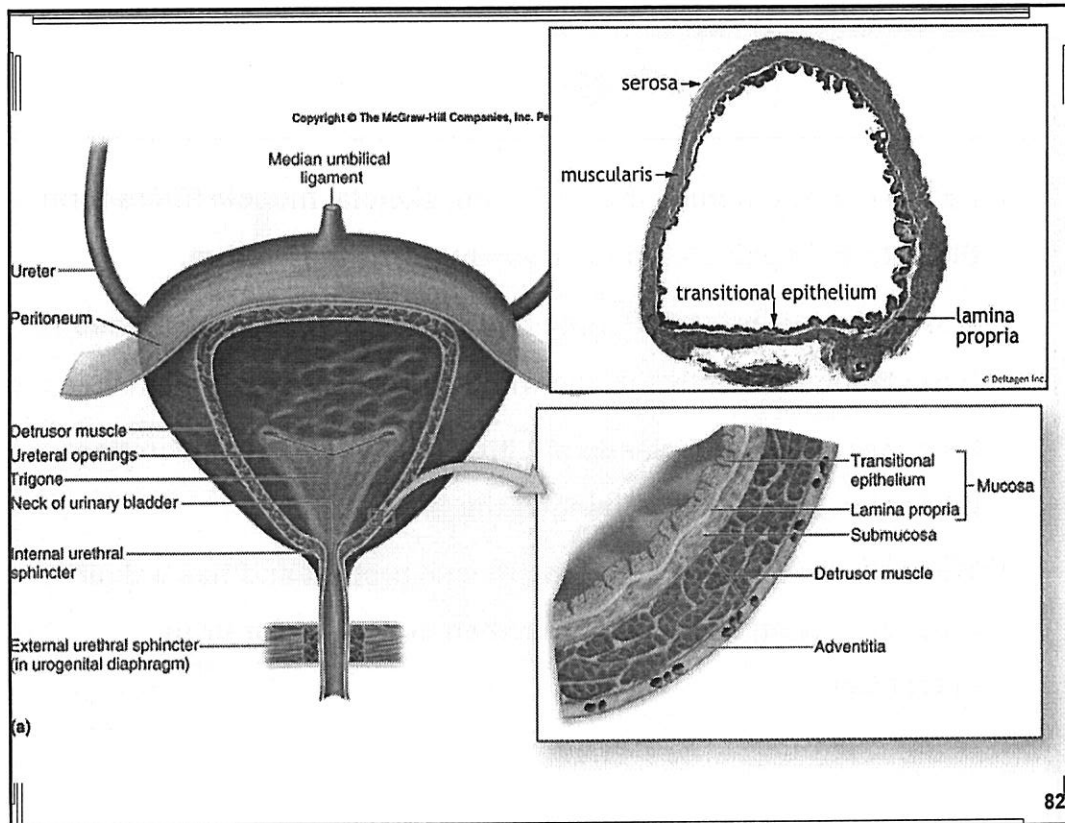 Copyright © The McGraw-Hill Companies, Inc. Pe
Median umbilical
ligament
Ureter
Peritoneum
Detrusor muscle
Ureteral openings
Trigone
Neck of urinary bladder
Internal urethral
sphincter
External urethral sphincter
(in urogenital diaphragm)
(a)
serosa
muscularis
transitional epithelium
lamina
propria
© Deltagen Inc.
Transitional
epithelium
Mucosa
Lamina propria
Submucosa
Detrusor muscle
Adventitia
82